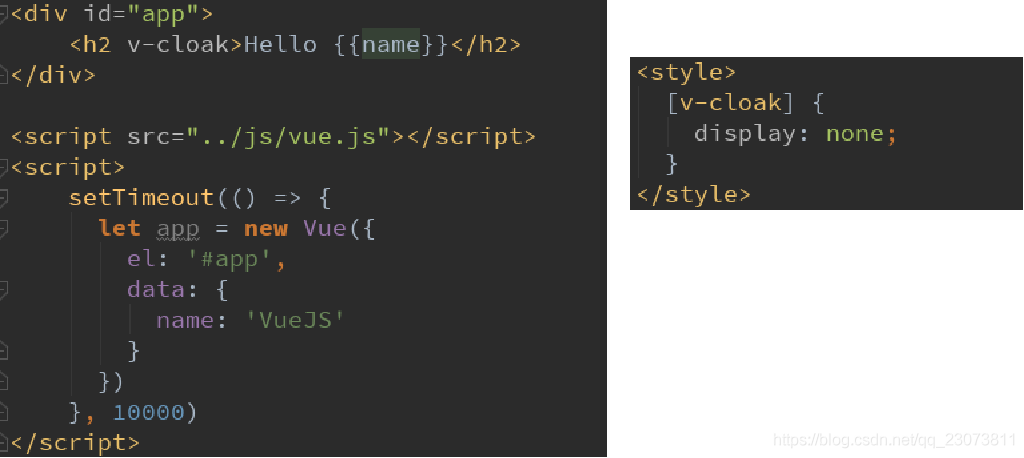 <div id="app">
    <h2 v-cloak>Hello {{name}}</h2>
</div>

<script src="../js/vue.js"></script>
<script>
    setTimeout(() => {
      let app = new Vue({
        el: '#app',
        data: {
          name: 'VueJS'
        }
      })
    }, 10000)
</script>
<style>
  [v-cloak] {
    display: none;
  }
</style>
https://blog.csdn.net/qq_23073811